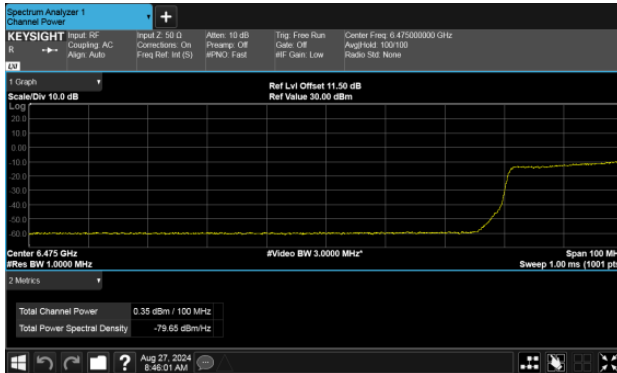 Spectrum Analyzer 1
Channel Power
+
KEYSIGHT Input: RF Input Z: 50 Ω Atten: 10 dB Trig: Free Run Center Freq: 6.475000000 GHz
R Coupling: AC Corrections: On Preamp: Off Gate: Off Avg|Hold: 100/100
Align: Auto Freq Ref: Int (S) #PNO: Fast #IF Gain: Low Radio Std: None
LXI
1 Graph
Ref Lvl Offset 11.50 dB
Scale/Div 10.0 dB Ref Value 30.00 dBm
Log
20.0
10.0
0.00
-10.0
-20.0
-30.0
-40.0
-50.0
-60.0
Center 6.475 GHz #Video BW 3.0000 MHz* Span 100 MH
#Res BW 1.0000 MHz Sweep 1.00 ms (1001 pts
2 Metrics
Total Channel Power 0.35 dBm / 100 MHz
Total Power Spectral Density -79.65 dBm/Hz
? Aug 27, 2024
8:46:01 AM